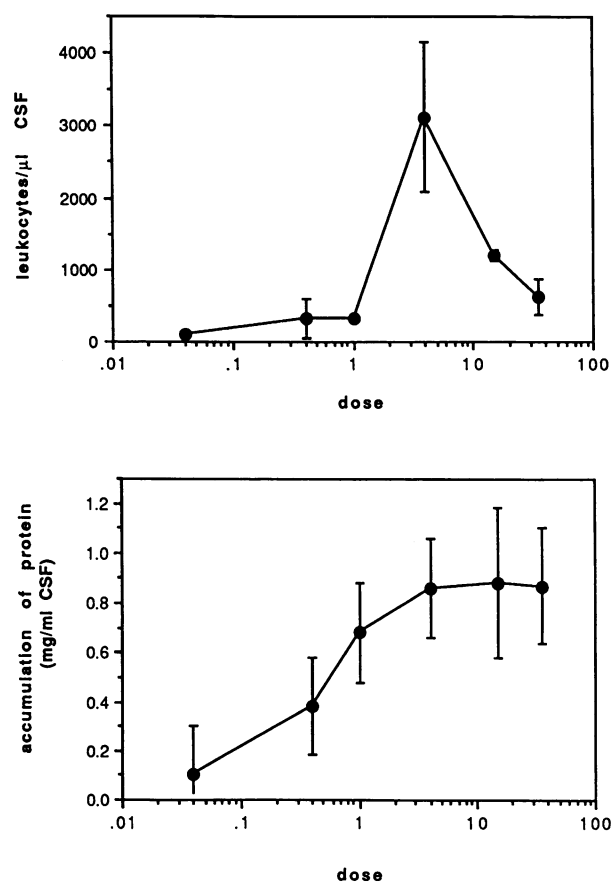 4000
3000
2000
1000
0
leukocytes/µl CSF
.01 .1 1 10 100
dose
1.2
1.0
0.8
0.6
0.4
0.2
0.0
accumulation of protein
(mg/ml CSF)
.01 .1 1 10 100
dose